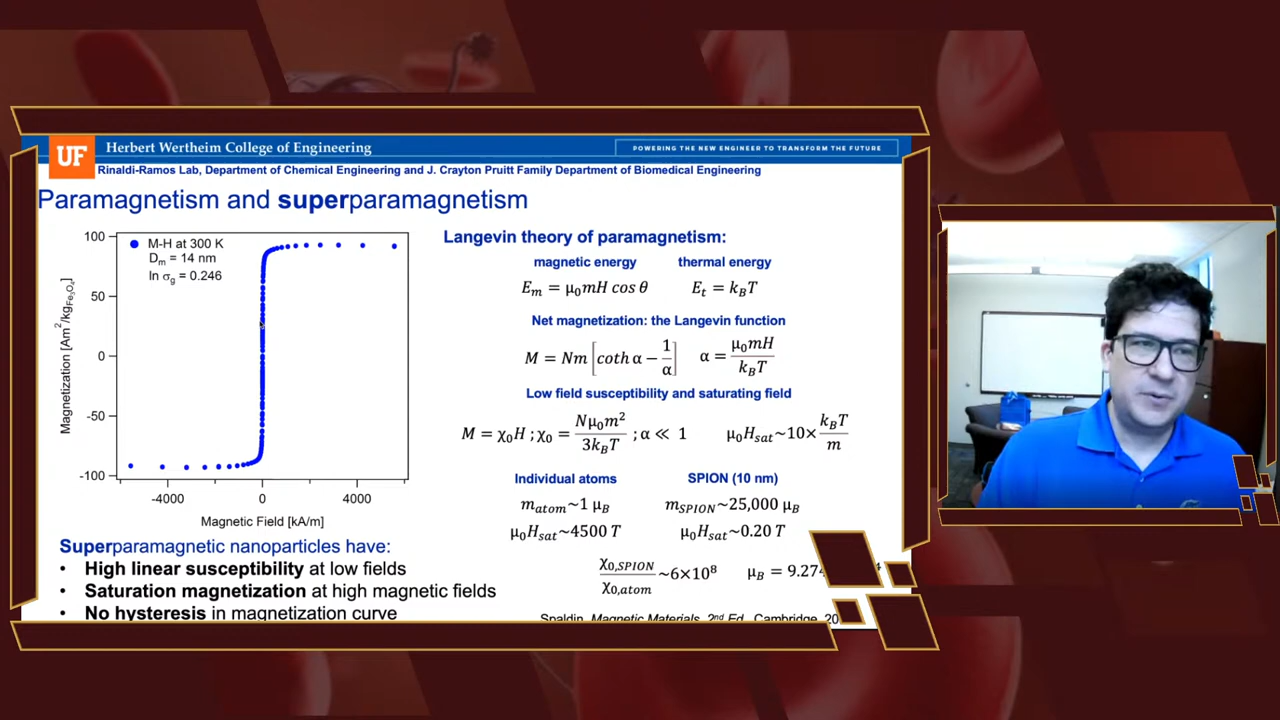 UF
Herbert Wertheim College of Engineering
POWERING THE NEW ENGINEER TO TRANSFORM THE FUTURE
Rinaldi-Ramos Lab, Department of Chemical Engineering and J. Crayton Pruitt Family Department of Biomedical Engineering
Paramagnetism and superparamagnetism
100
50
0
-50
-100
Magnetization [Am²/kg_Fe₃O₄]
M-H at 300 K
Dₘ = 14 nm
ln σg = 0.246
-4000 0 4000
Magnetic Field [kA/m]
Superparamagnetic nanoparticles have:
• High linear susceptibility at low fields
• Saturation magnetization at high magnetic fields
• No hysteresis in magnetization curve
Langevin theory of paramagnetism:
magnetic energy thermal energy
Eₘ = μ₀mH cos θ Eₜ = k_BT
Net magnetization: the Langevin function
M = Nm [coth α − 1/α] α = μ₀mH/k_BT
Low field susceptibility and saturating field
M = χ₀H ; χ₀ = Nμ₀m²/3k_BT ; α ≪ 1 μ₀H_sat~10× k_BT/m
Individual atoms SPION (10 nm)
m_atom~1 μ_B m_SPION~25,000 μ_B
μ₀H_sat~4500 T μ₀H_sat~0.20 T
χ₀,SPION/χ₀,atom ~6×10⁸ μ_B = 9.274
Spaldin, Magnetic Materials, 2nd Ed., Cambridge, 20